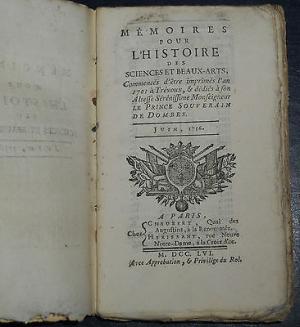 MÉMOIRES
POUR
L'HISTOIRE
DES
SCIENCES ET BEAUX-ARTS,
Commencés d'être imprimés l'an
1701 à Trévoux, & dédiés à son
Altesse Sérénissime Monseigneur
LE PRINCE SOUVERAIN
DE DOMBES.
JUIN, 1756.
A PARIS,
Chez
CHAUBERT, Quai des
Augustins, à la Renommée.
HERISSANT, rue Neuve
Notre-Dame, à la Croix d'or.
M. DCC. LVI.
Avec Approbation, & Privilége du Roi.